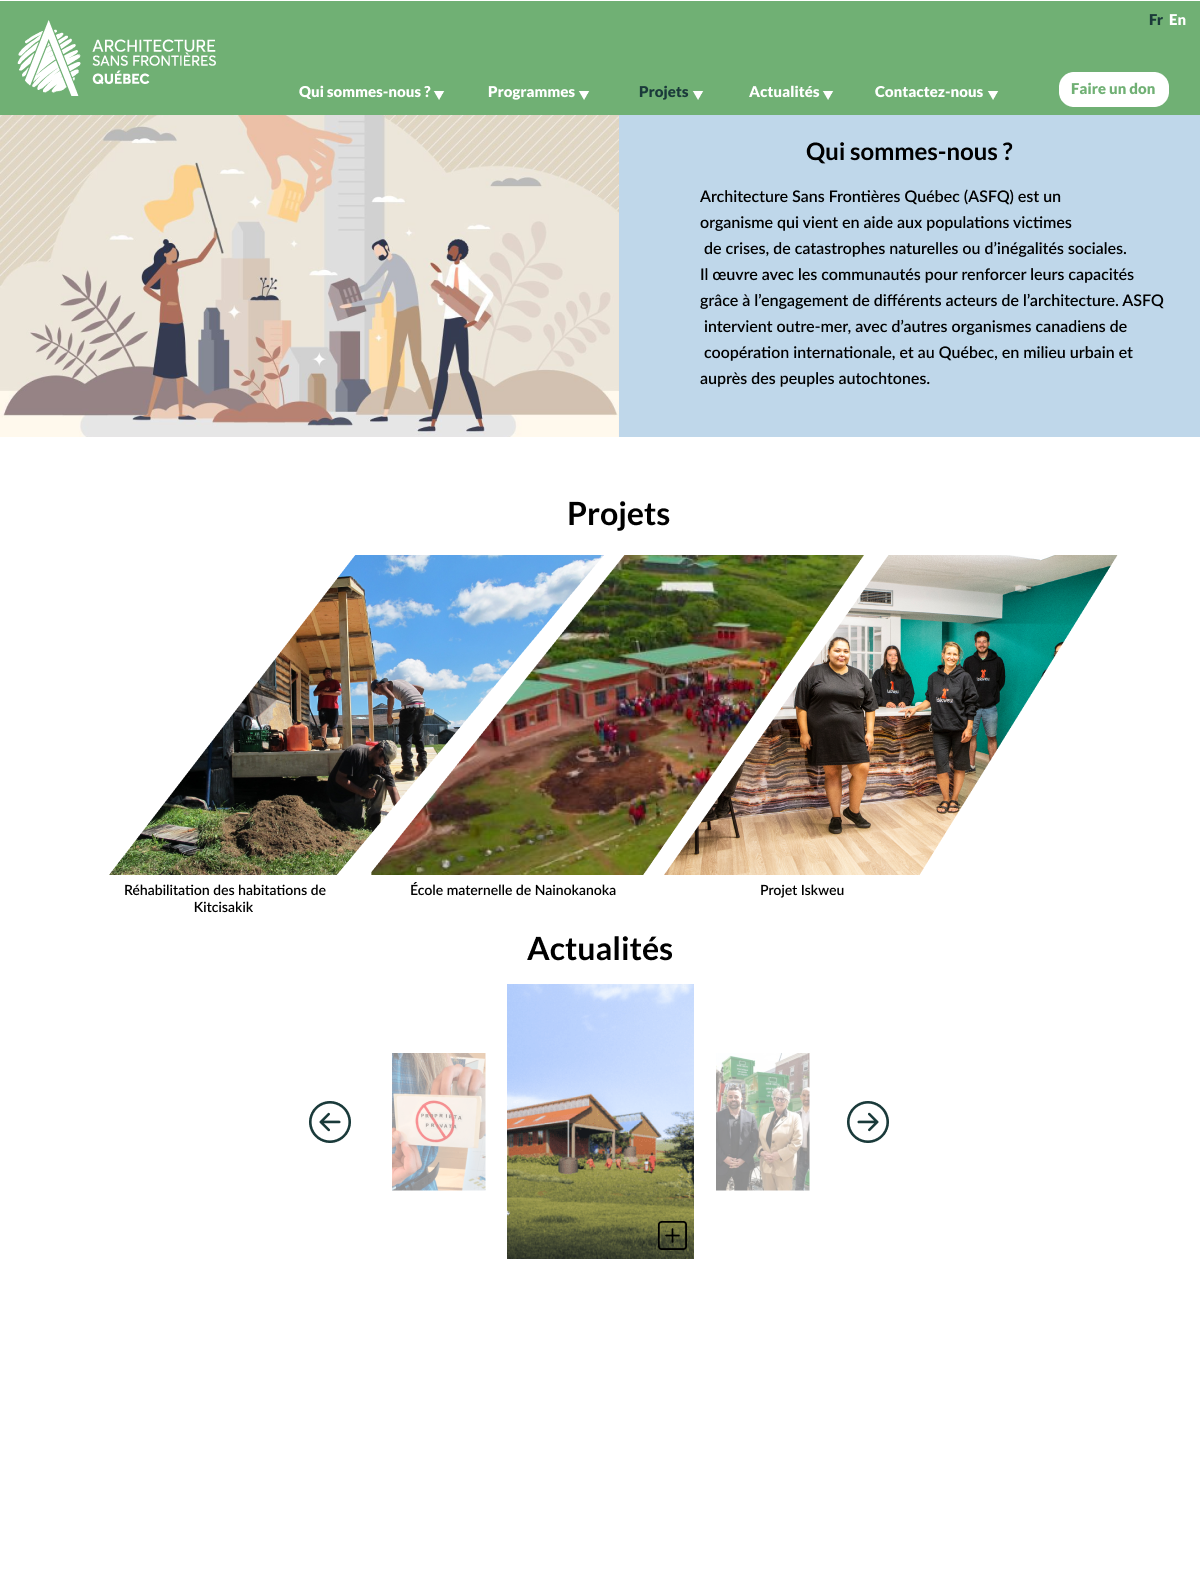 Fr En
ARCHITECTURE
SANS FRONTIÈRES
QUÉBEC
Qui sommes-nous ? Programmes Projets Actualités Contactez-nous Faire un don
Qui sommes-nous ?
Architecture Sans Frontières Québec (ASFQ) est un
organisme qui vient en aide aux populations victimes
de crises, de catastrophes naturelles ou d’inégalités sociales.
Il œuvre avec les communautés pour renforcer leurs capacités
grâce à l’engagement de différents acteurs de l’architecture. ASFQ
intervient outre-mer, avec d’autres organismes canadiens de
coopération internationale, et au Québec, en milieu urbain et
auprès des peuples autochtones.
Projets
Réhabilitation des habitations de
Kitcisakik
École maternelle de Nainokanoka
Projet Iskweu
Actualités
PROPRIETA
PRIVATA